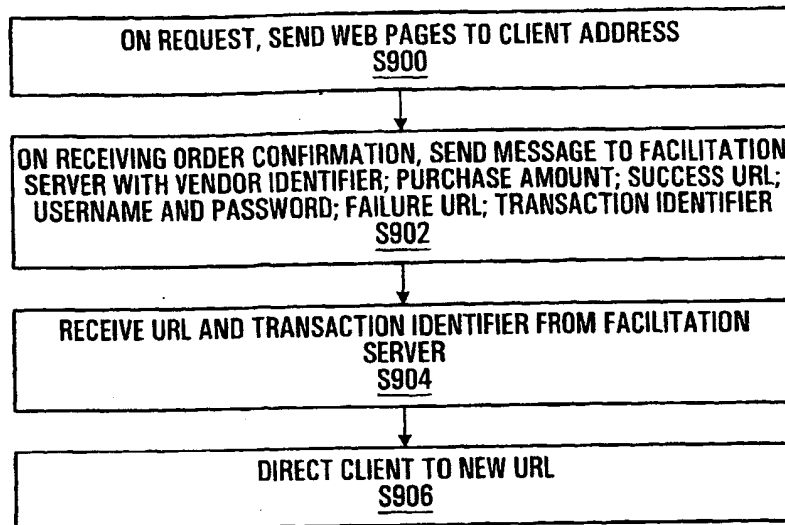 ON REQUEST, SEND WEB PAGES TO CLIENT ADDRESS
S900
ON RECEIVING ORDER CONFIRMATION, SEND MESSAGE TO FACILITATION
SERVER WITH VENDOR IDENTIFIER; PURCHASE AMOUNT; SUCCESS URL;
USERNAME AND PASSWORD; FAILURE URL; TRANSACTION IDENTIFIER
S902
RECEIVE URL AND TRANSACTION IDENTIFIER FROM FACILITATION
SERVER
S904
DIRECT CLIENT TO NEW URL
S906